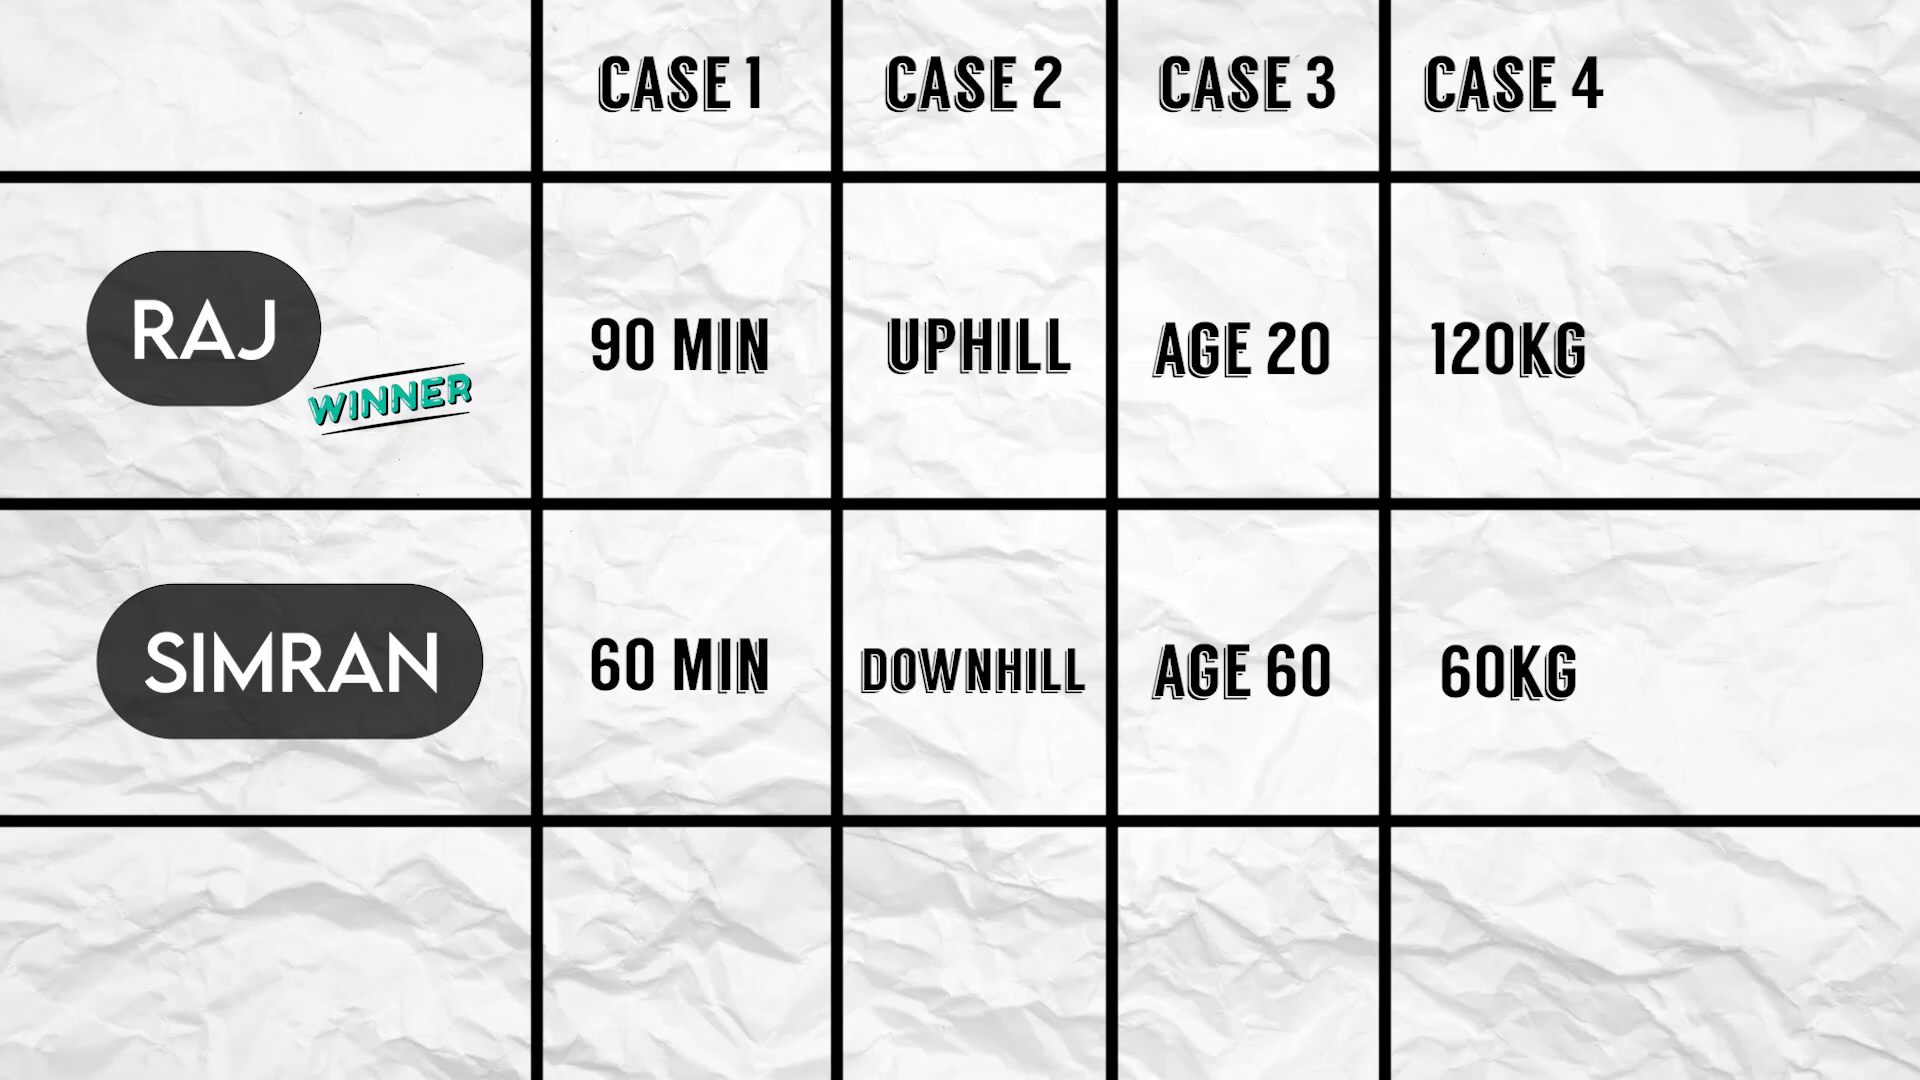 CASE 1 CASE 2 CASE 3 CASE 4
RAJ WINNER 90 MIN UPHILL AGE 20 120KG
SIMRAN 60 MIN DOWNHILL AGE 60 60KG